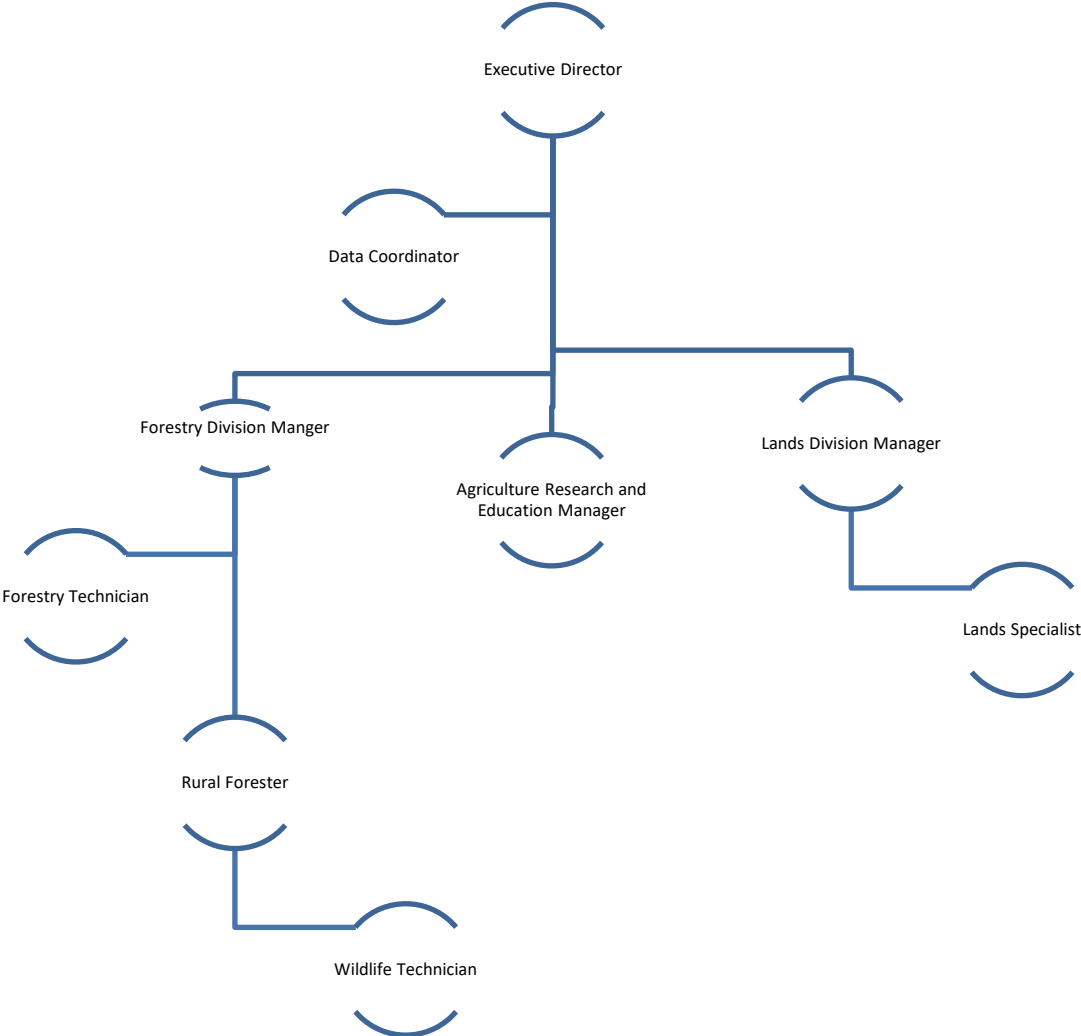 Executive Director
Data Coordinator
Forestry Division Manger
Agriculture Research and
Education Manager
Lands Division Manager
Forestry Technician
Lands Specialist
Rural Forester
Wildlife Technician